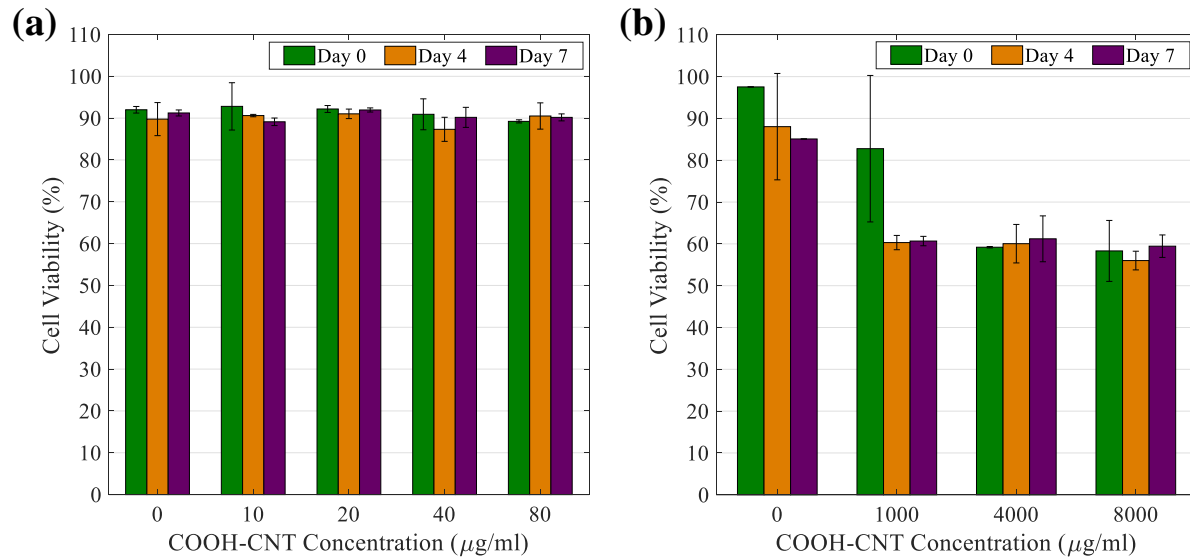 (a)
Day 0 Day 4 Day 7
110
100
90
80
70
60
50
40
30
20
10
0
Cell Viability (%)
0 10 20 40 80
COOH-CNT Concentration (μg/ml)
(b)
Day 0 Day 4 Day 7
110
100
90
80
70
60
50
40
30
20
10
0
Cell Viability (%)
0 1000 4000 8000
COOH-CNT Concentration (μg/ml)